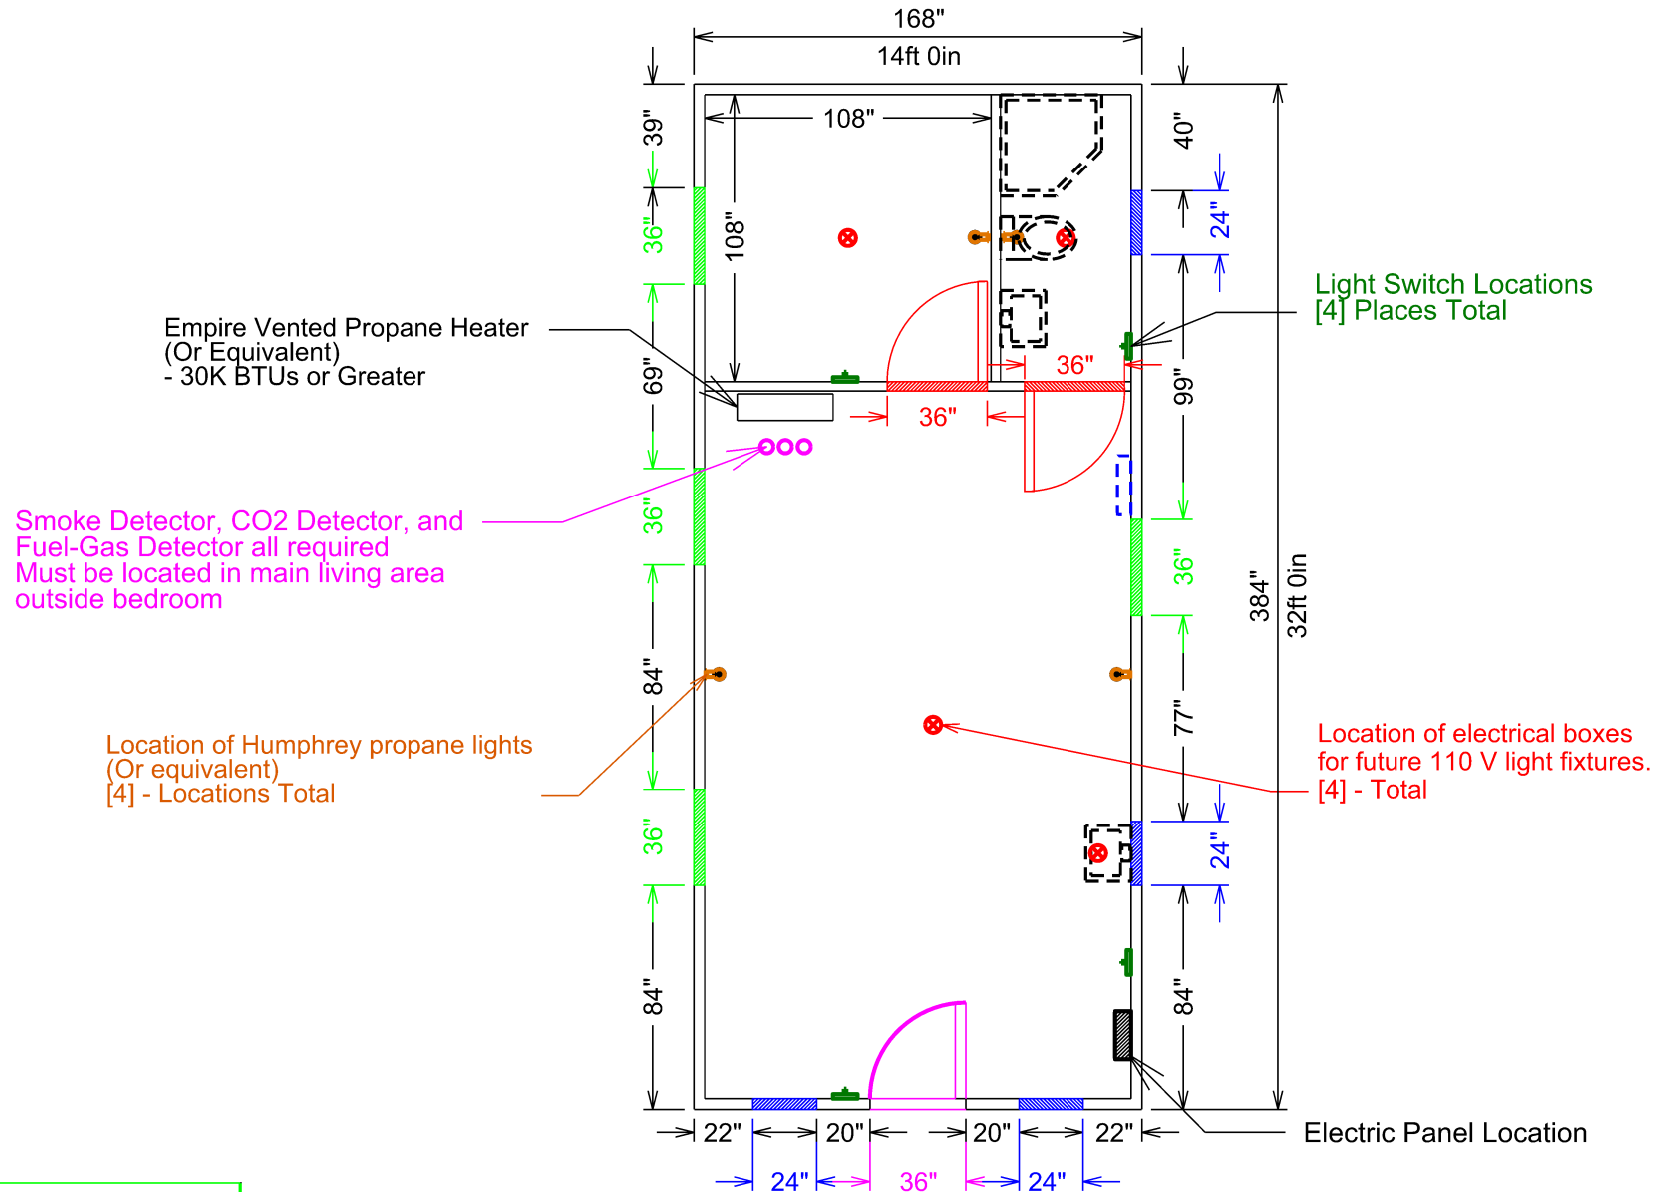 168"
14ft 0in
39"
108"
40"
36"
108"
24"
Light Switch Locations
[4] Places Total
Empire Vented Propane Heater
(Or Equivalent)
- 30K BTUs or Greater
69"
36"
99"
36"
36"
Smoke Detector, CO2 Detector, and
Fuel-Gas Detector all required
Must be located in main living area
outside bedroom
36"
384"
32ft 0in
84"
77"
Location of Humphrey propane lights
(Or equivalent)
[4] - Locations Total
Location of electrical boxes
for future 110 V light fixtures.
[4] - Total
36"
24"
84"
84"
22"
20"
20"
22"
Electric Panel Location
24"
36"
24"